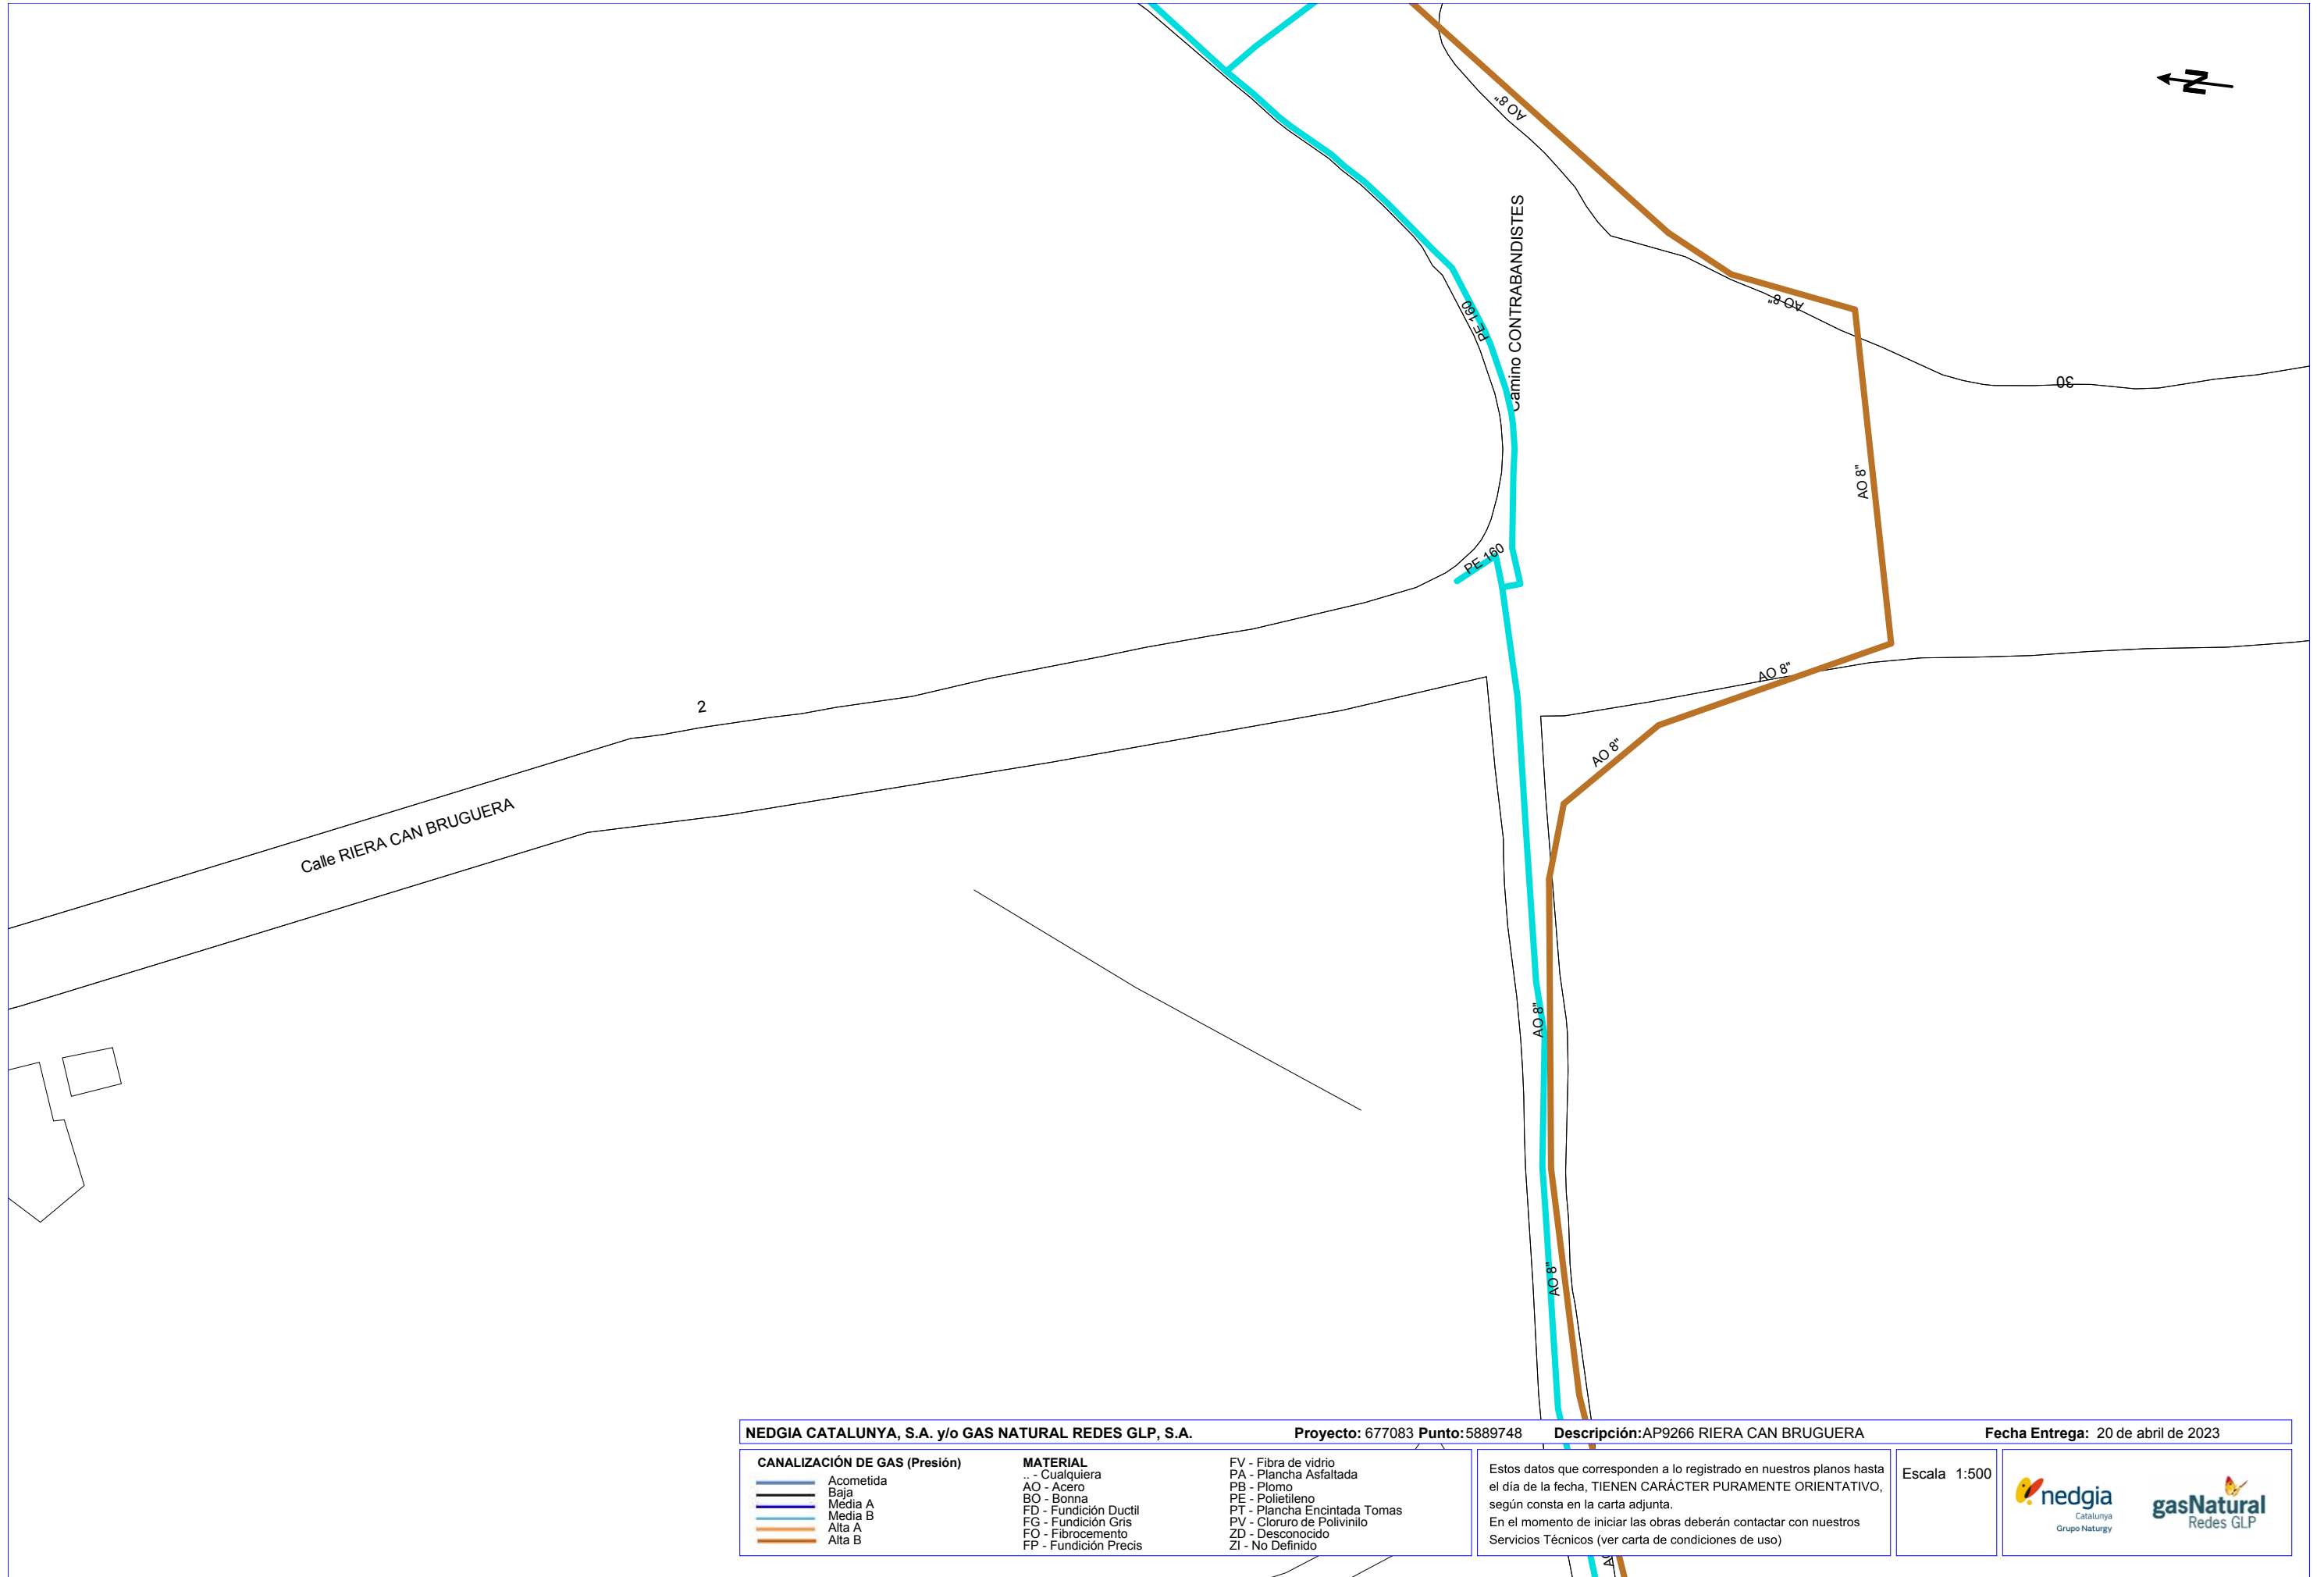 N
AO 8"
Camino CONTRABANDISTES
AO 8"
PE 160
30
AO 8"
PE 160
AO 8"
2
AO 8"
Calle RIERA CAN BRUGUERA
AO 8"
AO 8"
NEDGIA CATALUNYA, S.A. y/o GAS NATURAL REDES GLP, S.A. Proyecto: 677083 Punto:5889748 Descripción:AP9266 RIERA CAN BRUGUERA Fecha Entrega: 20 de abril de 2023
CANALIZACIÓN DE GAS (Presión)
Acometida
Baja
Media A
Media B
Alta A
Alta B
MATERIAL
.. - Cualquiera
AO - Acero
BO - Bonna
FD - Fundición Ductil
FG - Fundición Gris
FO - Fibrocemento
FP - Fundición Precis
FV - Fibra de vidrio
PA - Plancha Asfaltada
PB - Plomo
PE - Polietileno
PT - Plancha Encintada Tomas
PV - Cloruro de Polivinilo
ZD - Desconocido
ZI - No Definido
Estos datos que corresponden a lo registrado en nuestros planos hasta
el día de la fecha, TIENEN CARÁCTER PURAMENTE ORIENTATIVO,
según consta en la carta adjunta.
En el momento de iniciar las obras deberán contactar con nuestros
Servicios Técnicos (ver carta de condiciones de uso)
Escala 1:500
nedgia
Catalunya
Grupo Naturgy
gasNatural
Redes GLP